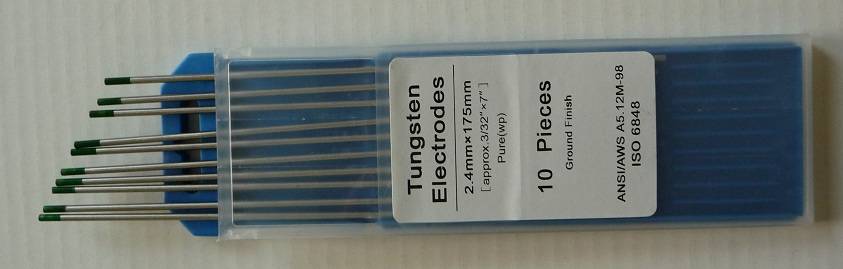 Tungsten
Electrodes
2.4mm×175mm
[approx.3/32"×7"]
Pure(wp)
10 Pieces
Ground Finish
ANSI/AWS A5.12M-98
ISO 6848